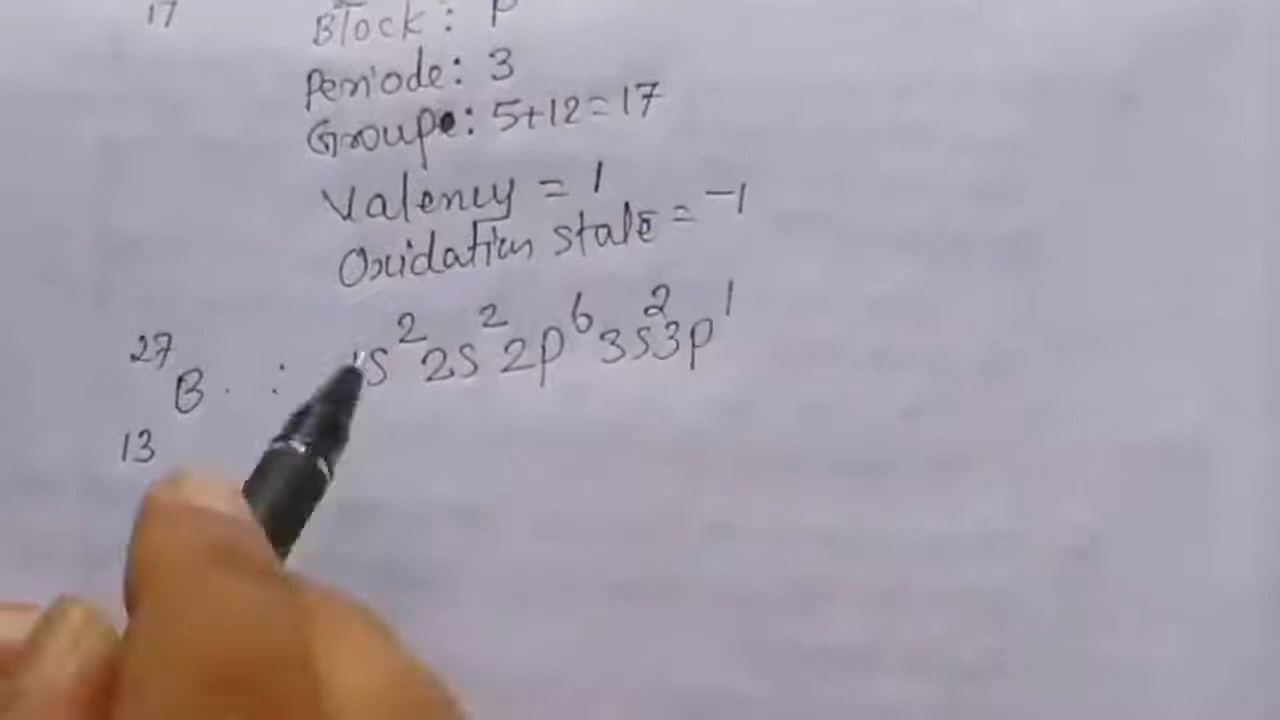 17
Block: P
Periode: 3
Groupe: 5+12=17
Valency = 1
Oxidation state = -1
27
B. : 1s² 2s² 2p⁶ 3s² 3p¹
13